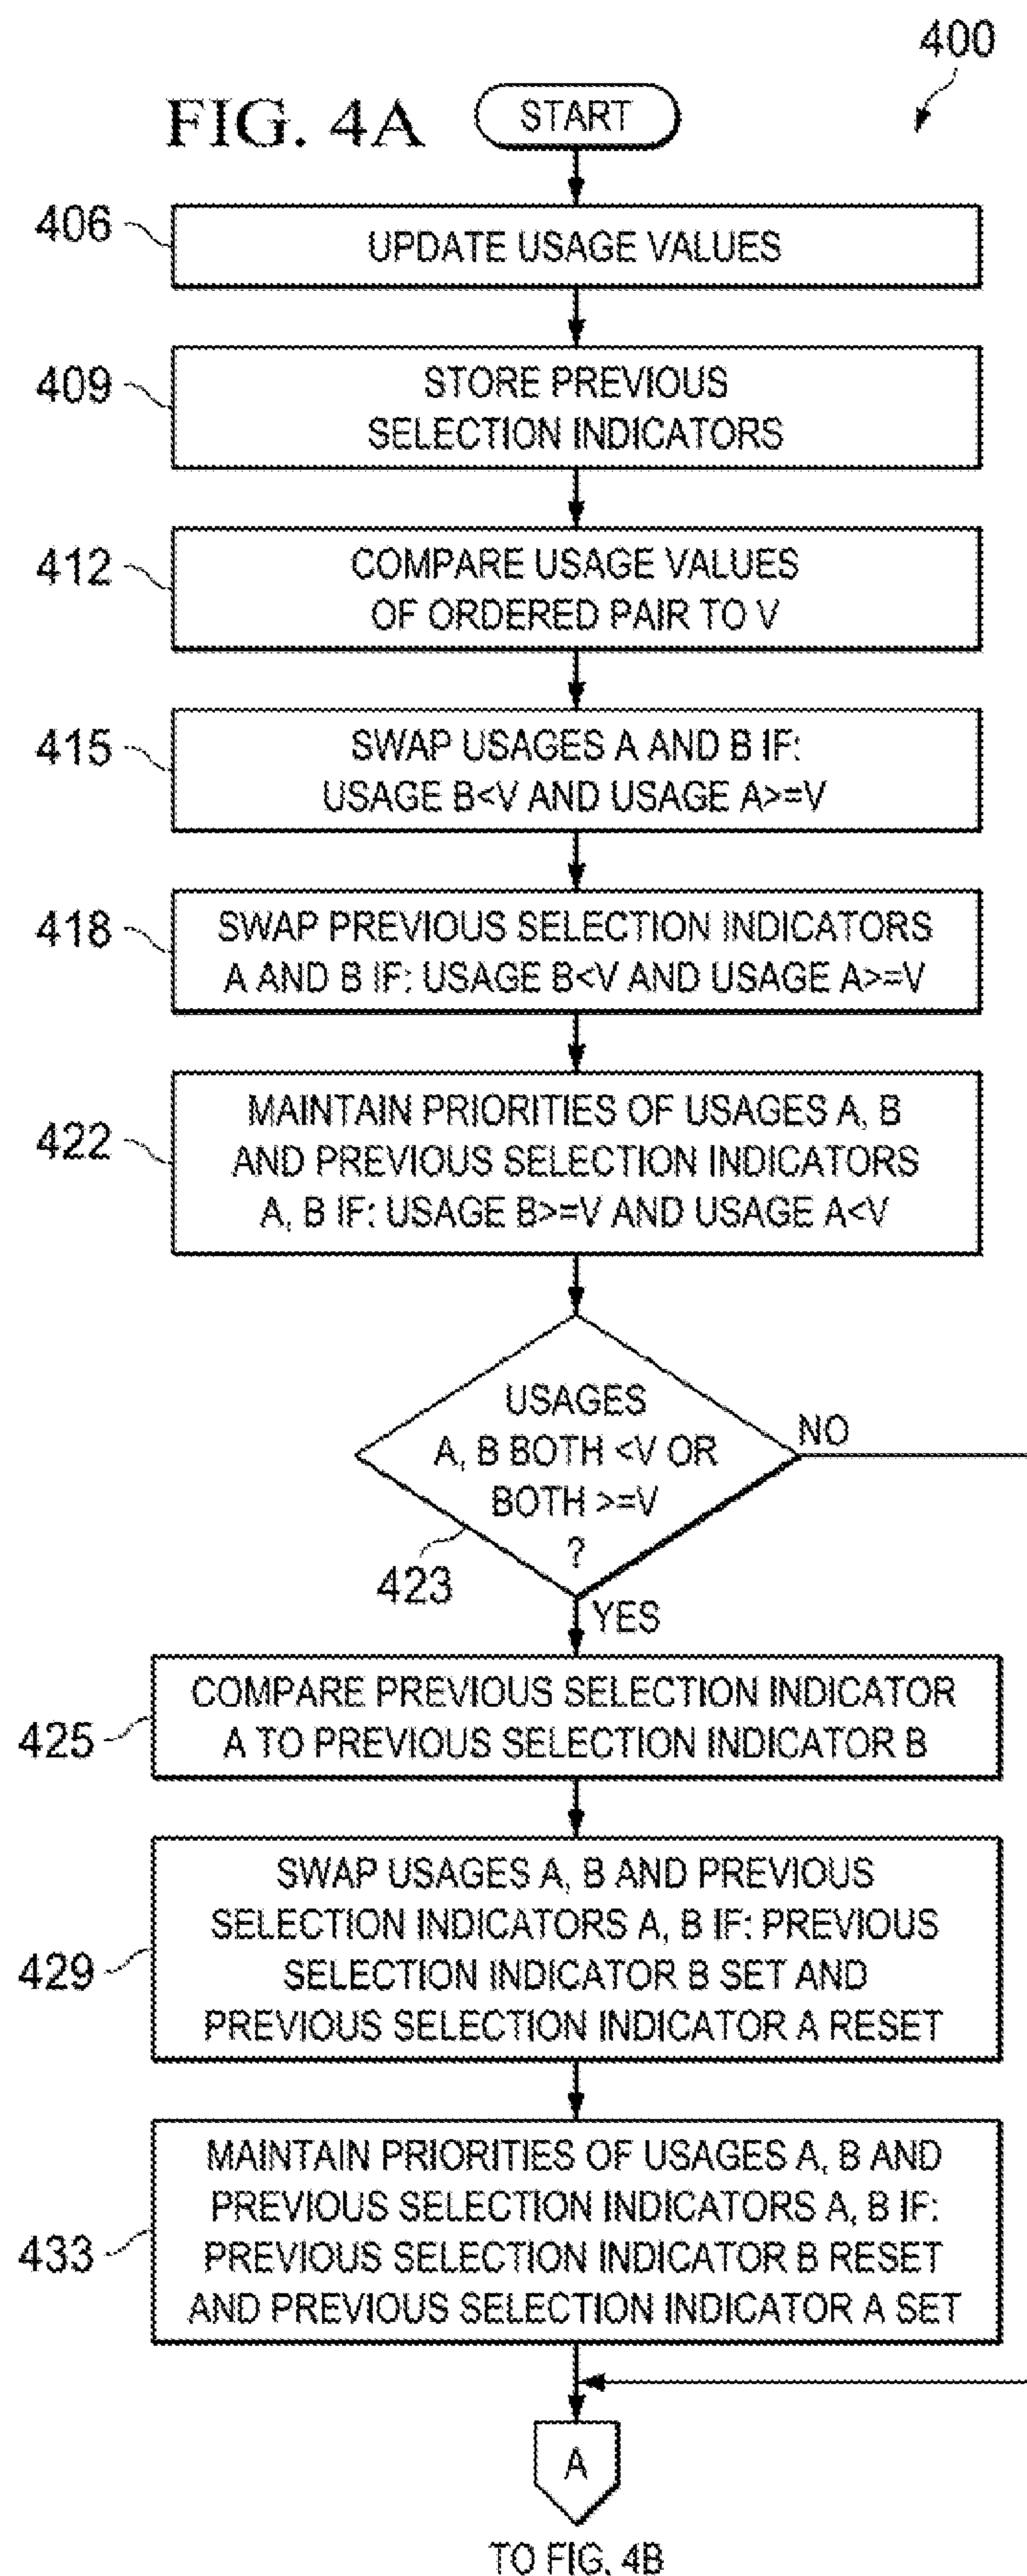 400
FIG. 4A
START
406
UPDATE USAGE VALUES
409
STORE PREVIOUS
SELECTION INDICATORS
412
COMPARE USAGE VALUES
OF ORDERED PAIR TO V
415
SWAP USAGES A AND B IF:
USAGE B<V AND USAGE A>=V
418
SWAP PREVIOUS SELECTION INDICATORS
A AND B IF: USAGE B<V AND USAGE A>=V
422
MAINTAIN PRIORITIES OF USAGES A, B
AND PREVIOUS SELECTION INDICATORS
A, B IF: USAGE B>=V AND USAGE A<V
USAGES
A, B BOTH <V OR
BOTH >=V
?
NO
423
YES
425
COMPARE PREVIOUS SELECTION INDICATOR
A TO PREVIOUS SELECTION INDICATOR B
429
SWAP USAGES A, B AND PREVIOUS
SELECTION INDICATORS A, B IF: PREVIOUS
SELECTION INDICATOR B SET AND
PREVIOUS SELECTION INDICATOR A RESET
433
MAINTAIN PRIORITIES OF USAGES A, B AND
PREVIOUS SELECTION INDICATORS A, B IF:
PREVIOUS SELECTION INDICATOR B RESET
AND PREVIOUS SELECTION INDICATOR A SET
A
TO FIG. 4B